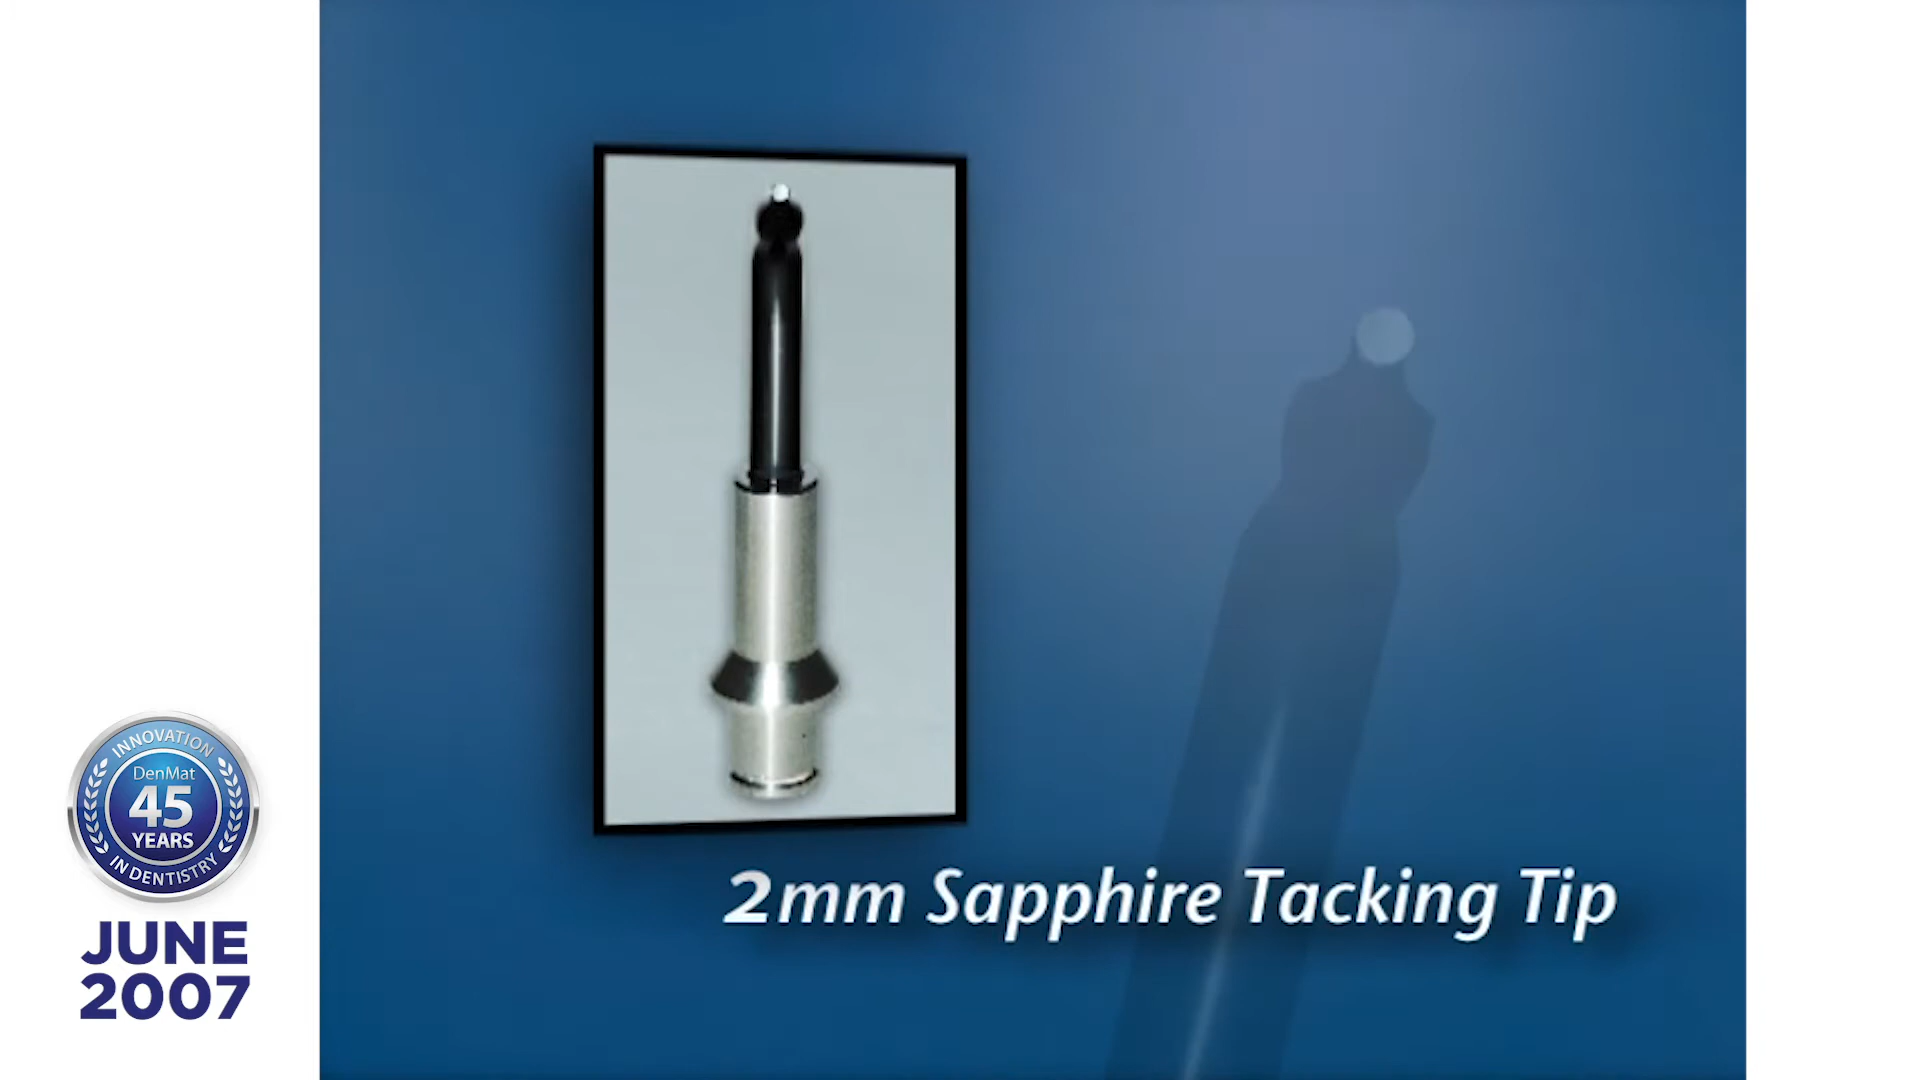 INNOVATION
DenMat
45
YEARS
IN DENTISTRY
JUNE
2007
2mm Sapphire Tacking Tip